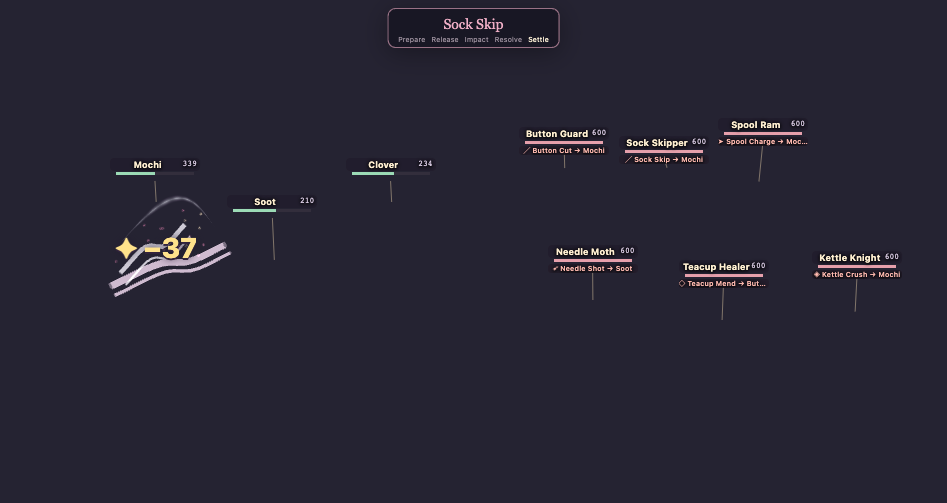 Sock Skip
Prepare Release Impact Resolve Settle
Button Guard 600
Button Cut → Mochi
Sock Skipper 600
Sock Skip → Mochi
Spool Ram 600
Spool Charge → Moc...
Mochi 339
Soot 210
Clover 234
-37
Needle Moth 600
Needle Shot → Soot
Teacup Healer 600
Teacup Mend → But...
Kettle Knight 600
Kettle Crush → Mochi